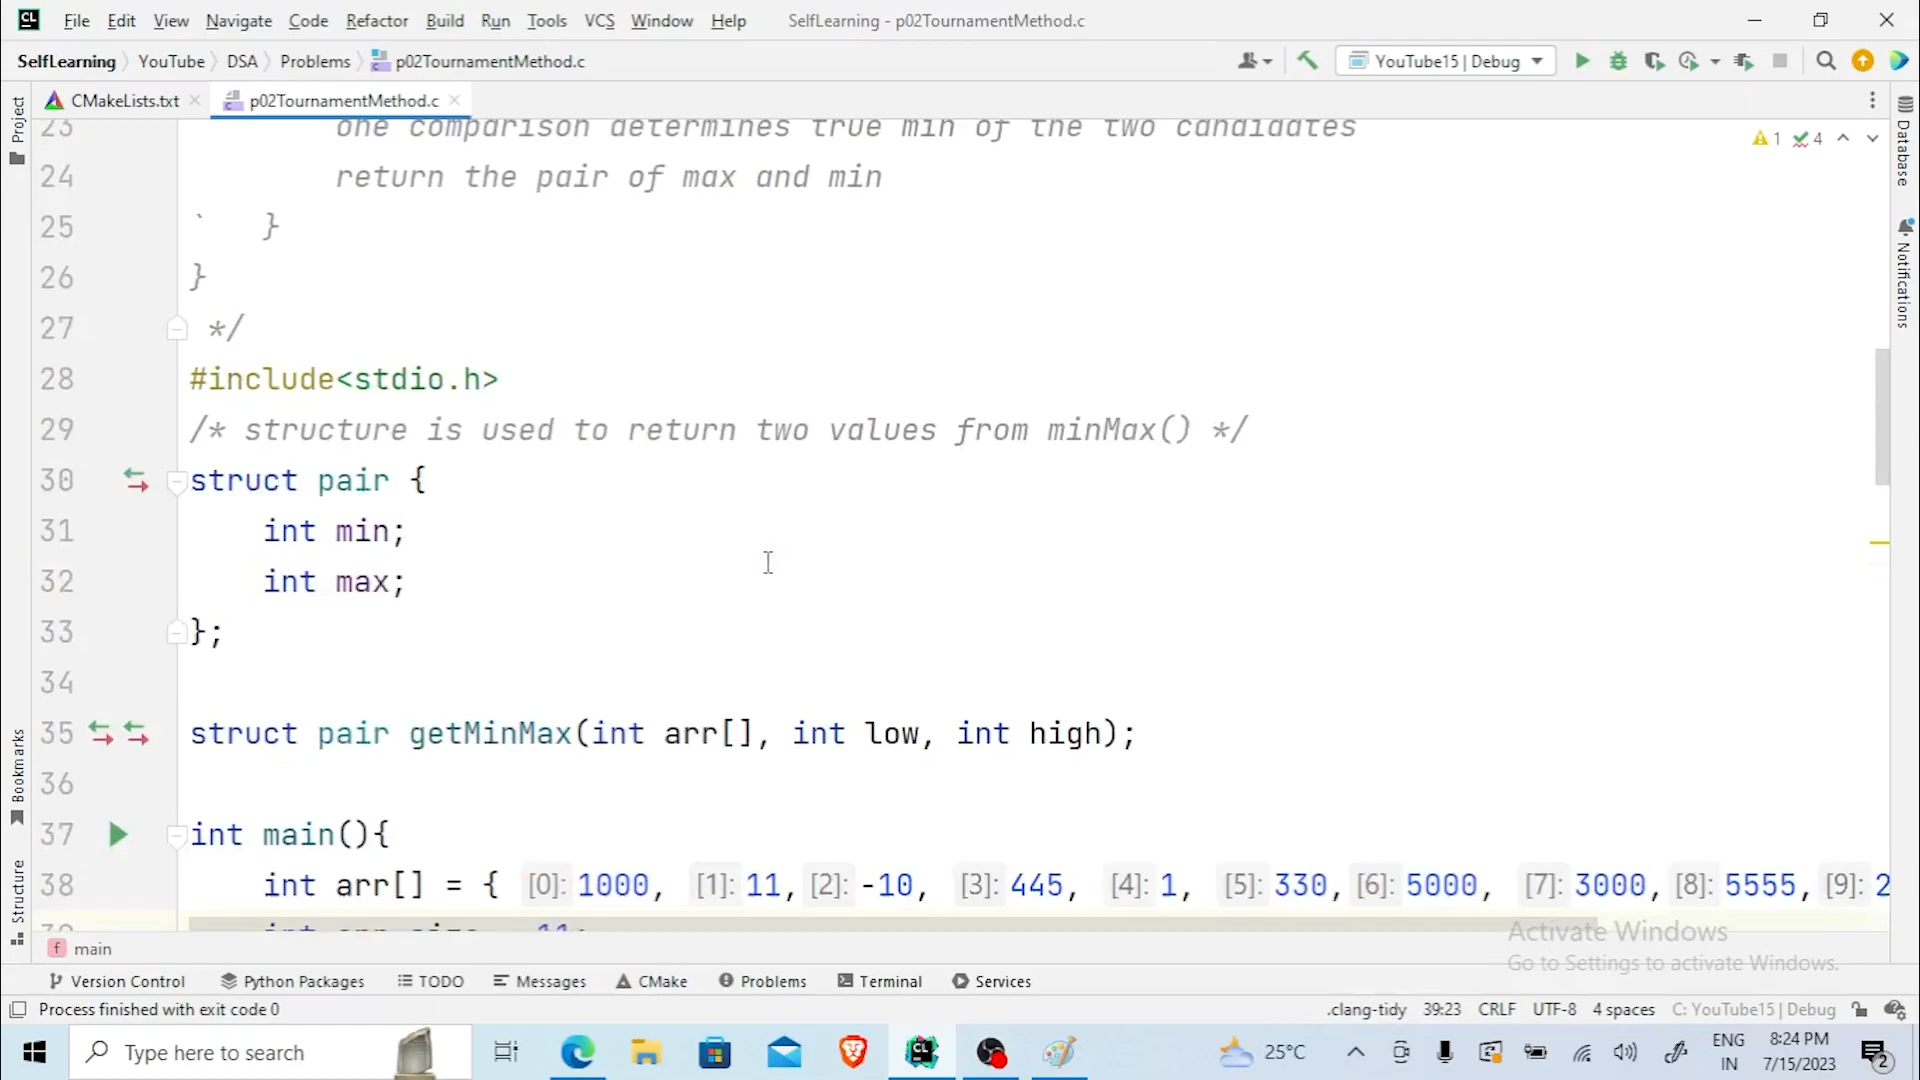 File Edit View Navigate Code Refactor Build Run Tools VCS Window Help SelfLearning - p02TournamentMethod.c
SelfLearning YouTube DSA Problems p02TournamentMethod.c YouTube15 | Debug
CMakeLists.txt p02TournamentMethod.c
Project
Database
Notifications
Bookmarks
Structure
1 4
23 one comparison determines true min of the two candidates
24 return the pair of max and min
25 ` }
26 }
27 */
28 #include<stdio.h>
29 /* structure is used to return two values from minMax() */
30 struct pair {
31 int min;
32 int max;
33 };
34
35 struct pair getMinMax(int arr[], int low, int high);
36
37 int main(){
38 int arr[] = { [0]: 1000, [1]: 11, [2]: -10, [3]: 445, [4]: 1, [5]: 330, [6]: 5000, [7]: 3000, [8]: 5555, [9]: 2
39 int arr_size = 11;
Activate Windows
Go to Settings to activate Windows.
f main
Version Control Python Packages TODO Messages CMake Problems Terminal Services
Process finished with exit code 0 .clang-tidy 39:23 CRLF UTF-8 4 spaces C: YouTube15 | Debug
Type here to search 25°C ENG 8:24 PM
IN 7/15/2023 2